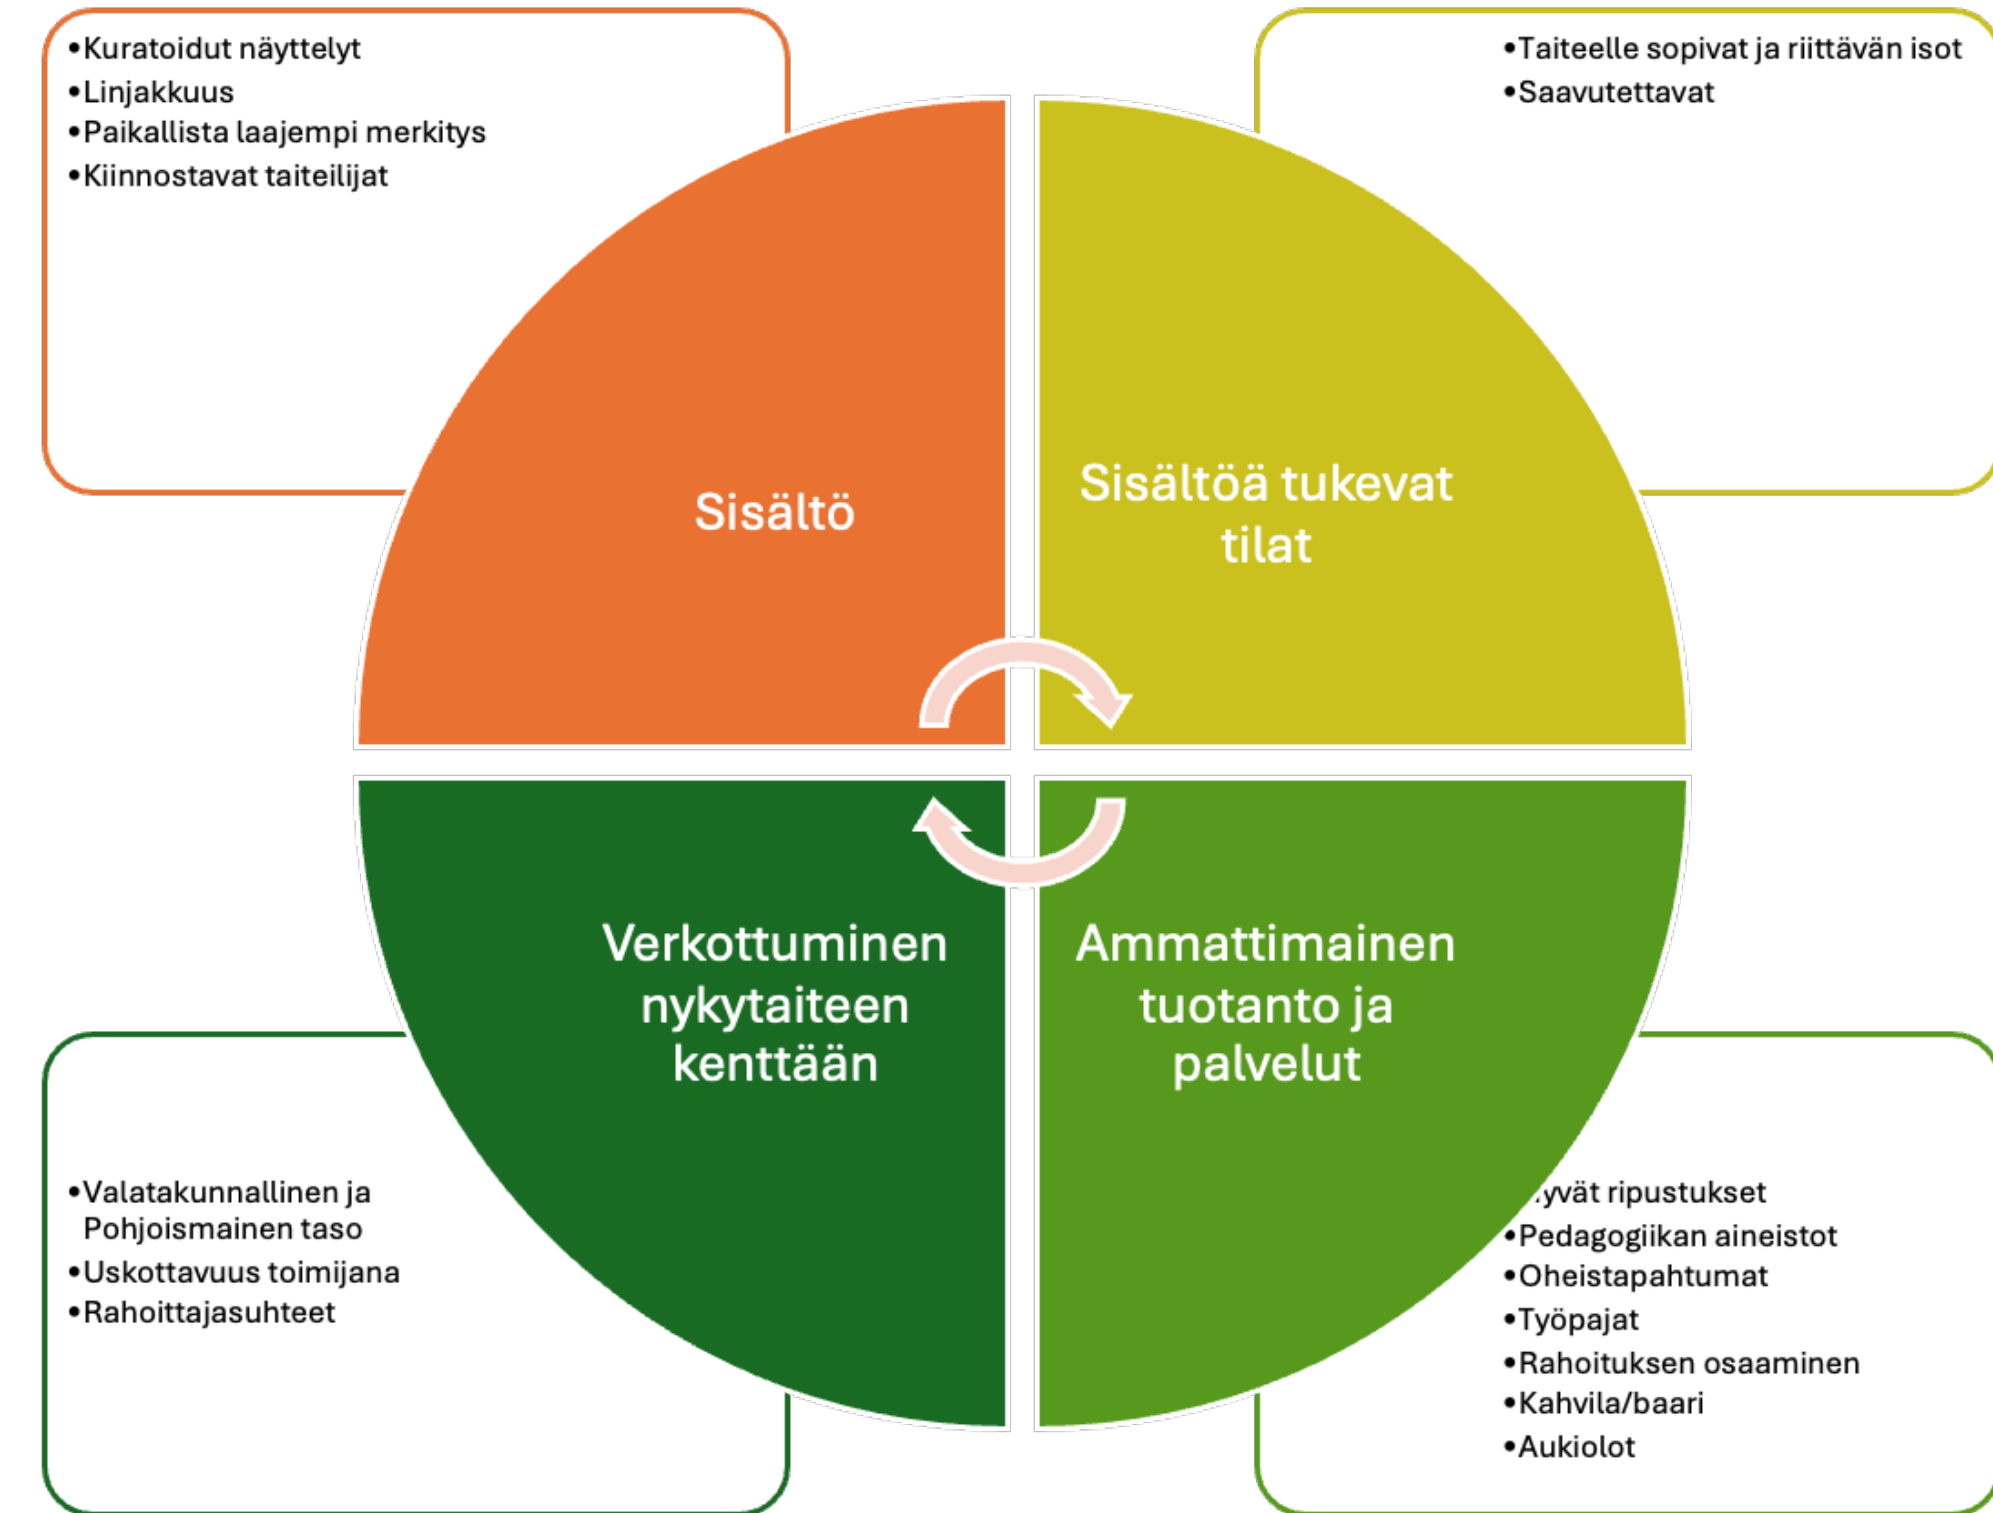 •Kuratoidut näyttelyt
•Linjakkuus
•Paikallista laajempi merkitys
•Kiinnostavat taiteilijat
•Taiteelle sopivat ja riittävän isot
•Saavutettavat
Sisältö
Sisältöä tukevat
tilat
Verkottuminen
nykytaiteen
kenttään
Ammattimainen
tuotanto ja
palvelut
•Valatakunnallinen ja
Pohjoismainen taso
•Uskottavuus toimijana
•Rahoittajasuhteet
ripustukset
•Pedagogiikan aineistot
•Oheistapahtumat
•Työpajat
•Rahoituksen osaaminen
•Kahvila/baari
•Aukiolot